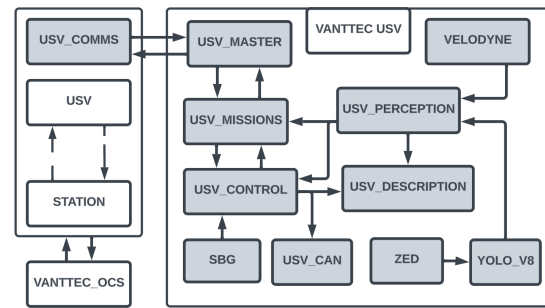 VANTTEC USV
USV_COMMS
USV_MASTER
VELODYNE
USV
USV_PERCEPTION
USV_MISSIONS
STATION
USV_CONTROL
USV_DESCRIPTION
SBG
USV_CAN
ZED
YOLO_V8
VANTTEC_OCS